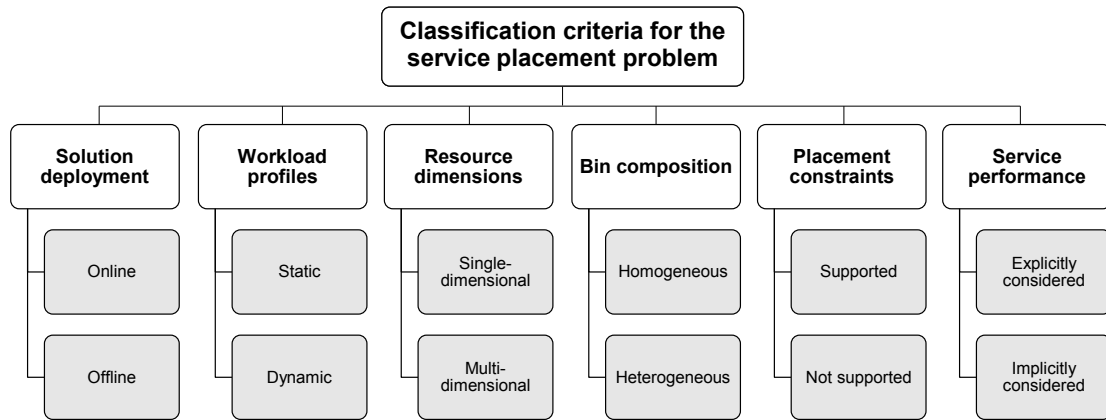 Classification criteria for the
service placement problem
Solution
deployment
Workload
profiles
Resource
dimensions
Bin composition
Placement
constraints
Service
performance
Online
Static
Single-
dimensional
Homogeneous
Supported
Explicitly
considered
Offline
Dynamic
Multi-
dimensional
Heterogeneous
Not supported
Implicitly
considered